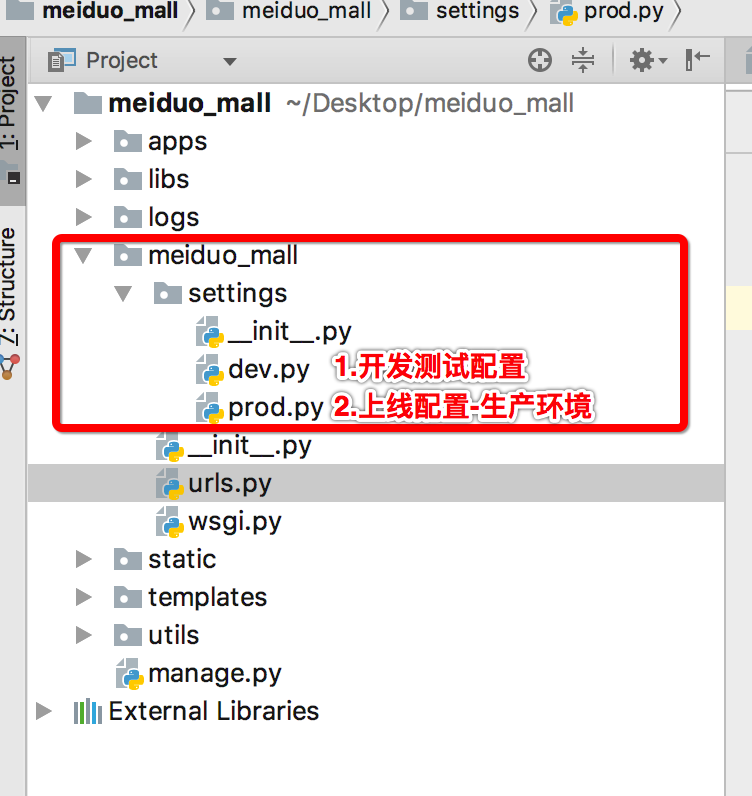 meiduo_mall meiduo_mall settings prod.py
Project
1: Project
7: Structure
meiduo_mall ~/Desktop/meiduo_mall
apps
libs
logs
meiduo_mall
settings
__init__.py
dev.py 1.开发测试配置
prod.py 2.上线配置-生产环境
__init__.py
urls.py
wsgi.py
static
templates
utils
manage.py
External Libraries